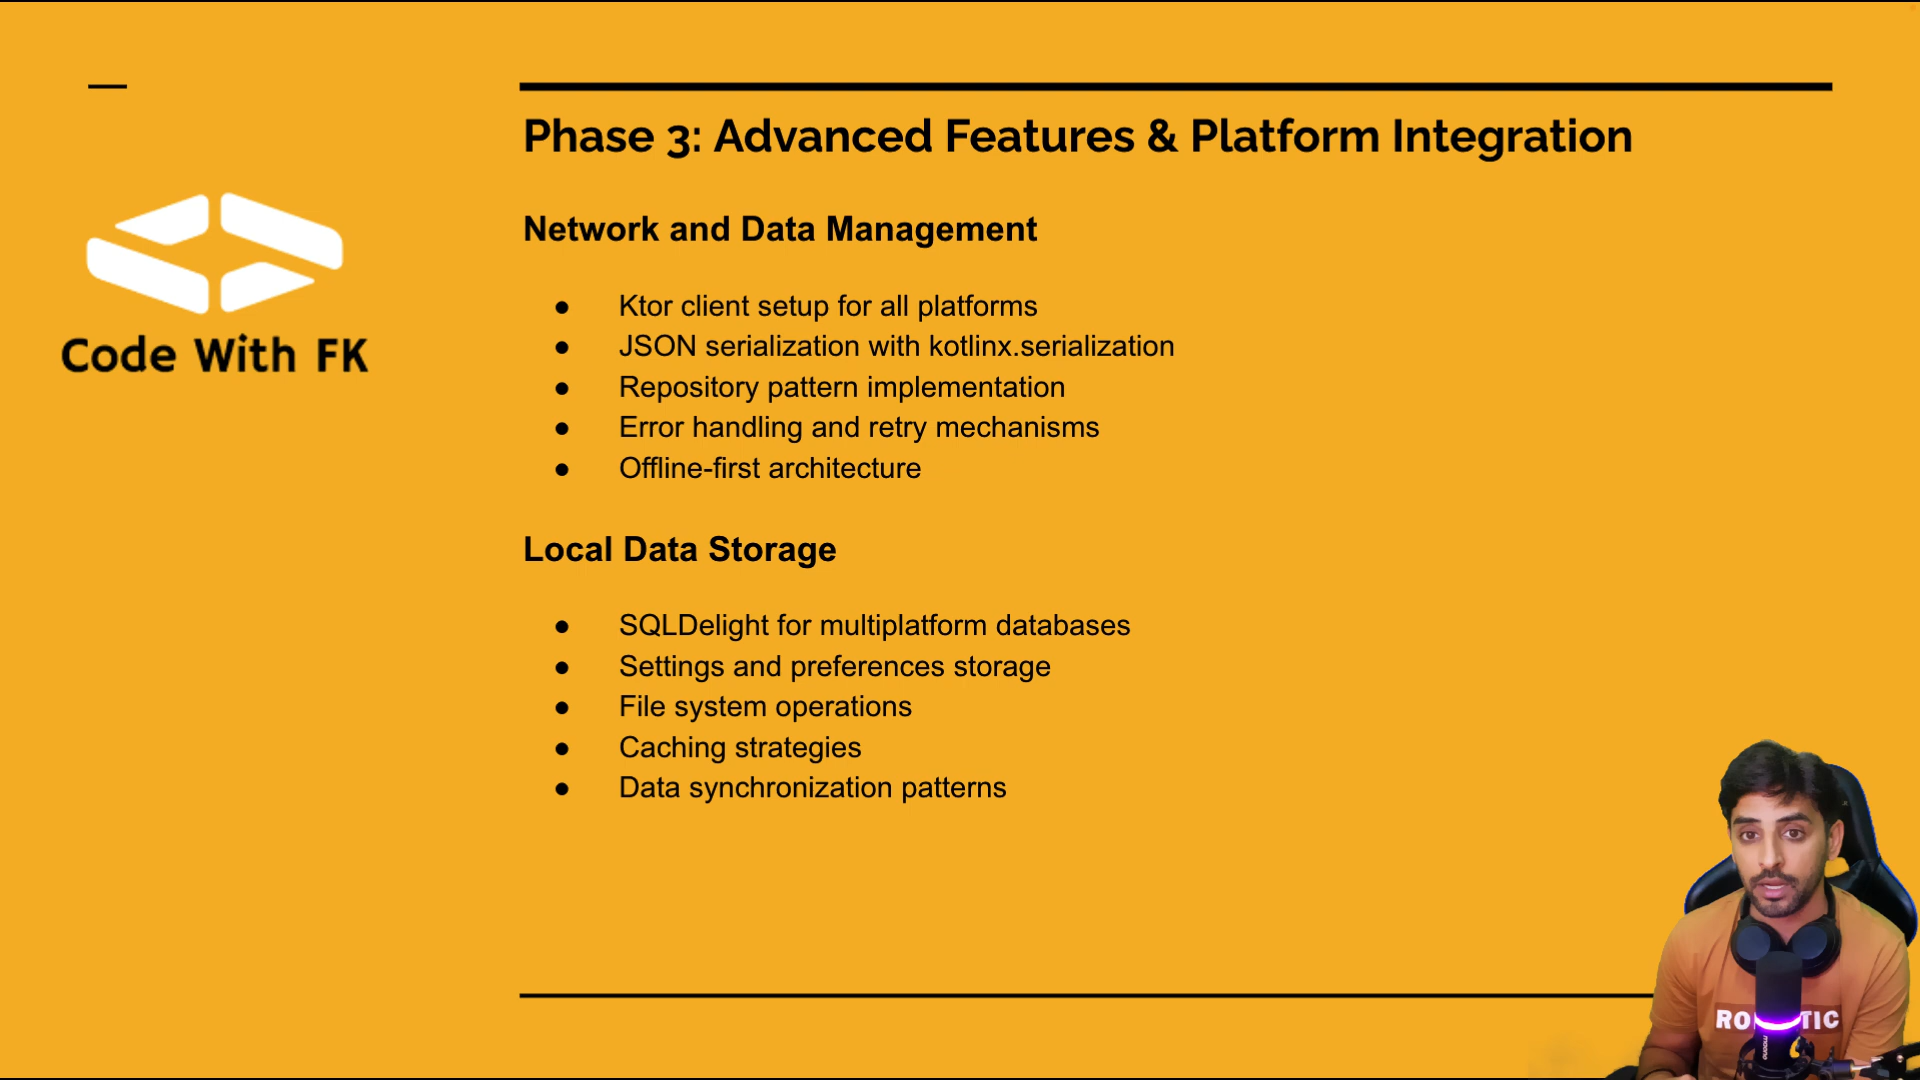 Code With FK
Phase 3: Advanced Features & Platform Integration
Network and Data Management
● Ktor client setup for all platforms
● JSON serialization with kotlinx.serialization
● Repository pattern implementation
● Error handling and retry mechanisms
● Offline-first architecture
Local Data Storage
● SQLDelight for multiplatform databases
● Settings and preferences storage
● File system operations
● Caching strategies
● Data synchronization patterns